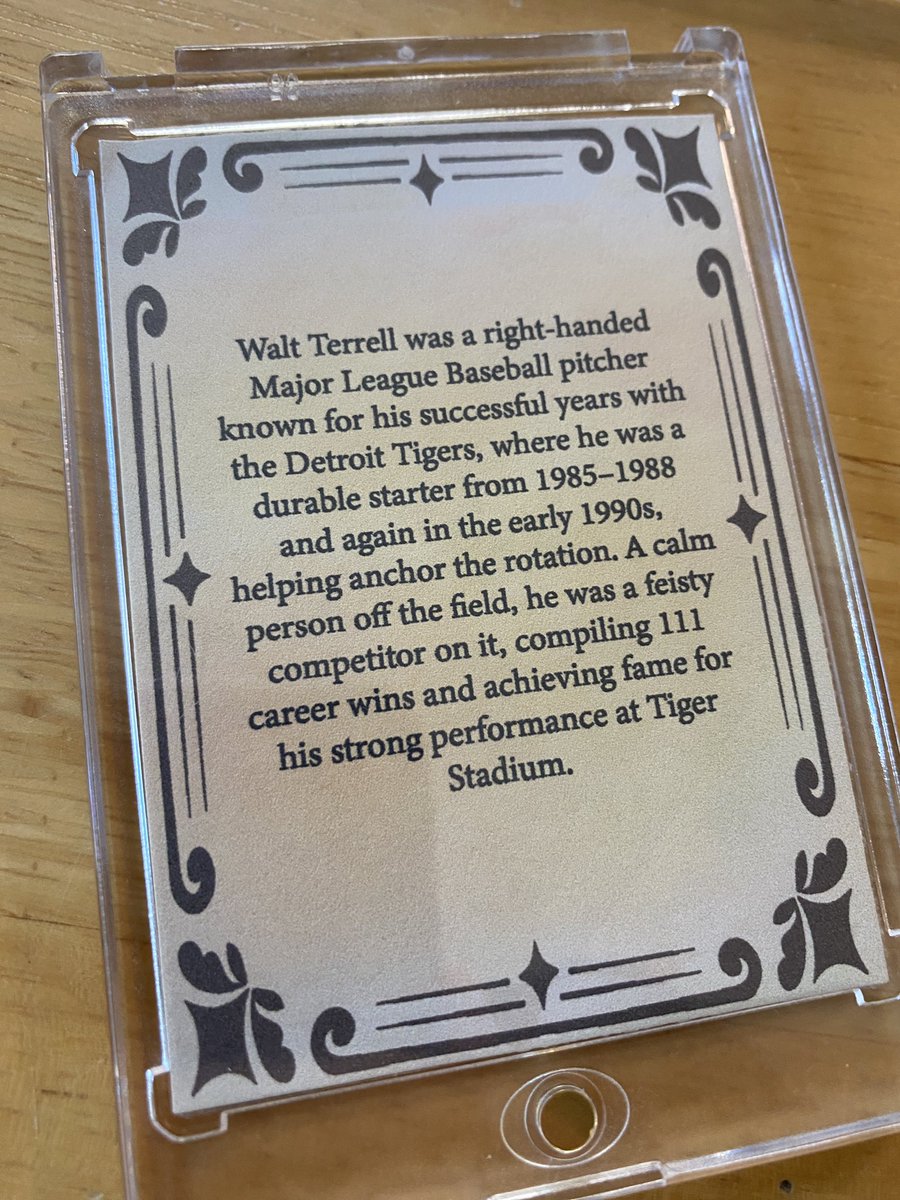 Walt Terrell was a right-handed
Major League Baseball pitcher
known for his successful years with
the Detroit Tigers, where he was a
durable starter from 1985–1988
and again in the early 1990s,
helping anchor the rotation. A calm
person off the field, he was a feisty
competitor on it, compiling 111
career wins and achieving fame for
his strong performance at Tiger
Stadium.